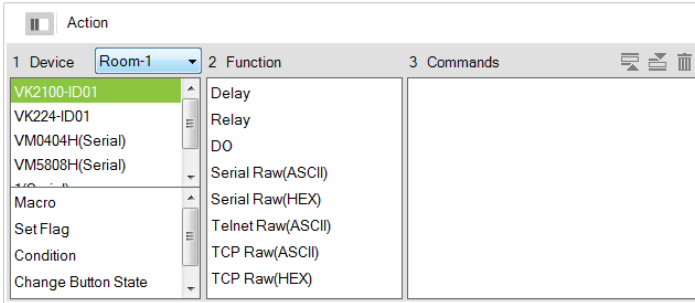 Action
1 Device Room-1
2 Function
3 Commands
VK2100-ID01
VK224-ID01
VM0404H(Serial)
VM5808H(Serial)
Macro
Set Flag
Condition
Change Button State
Delay
Relay
DO
Serial Raw(ASCII)
Serial Raw(HEX)
Telnet Raw(ASCII)
TCP Raw(ASCII)
TCP Raw(HEX)